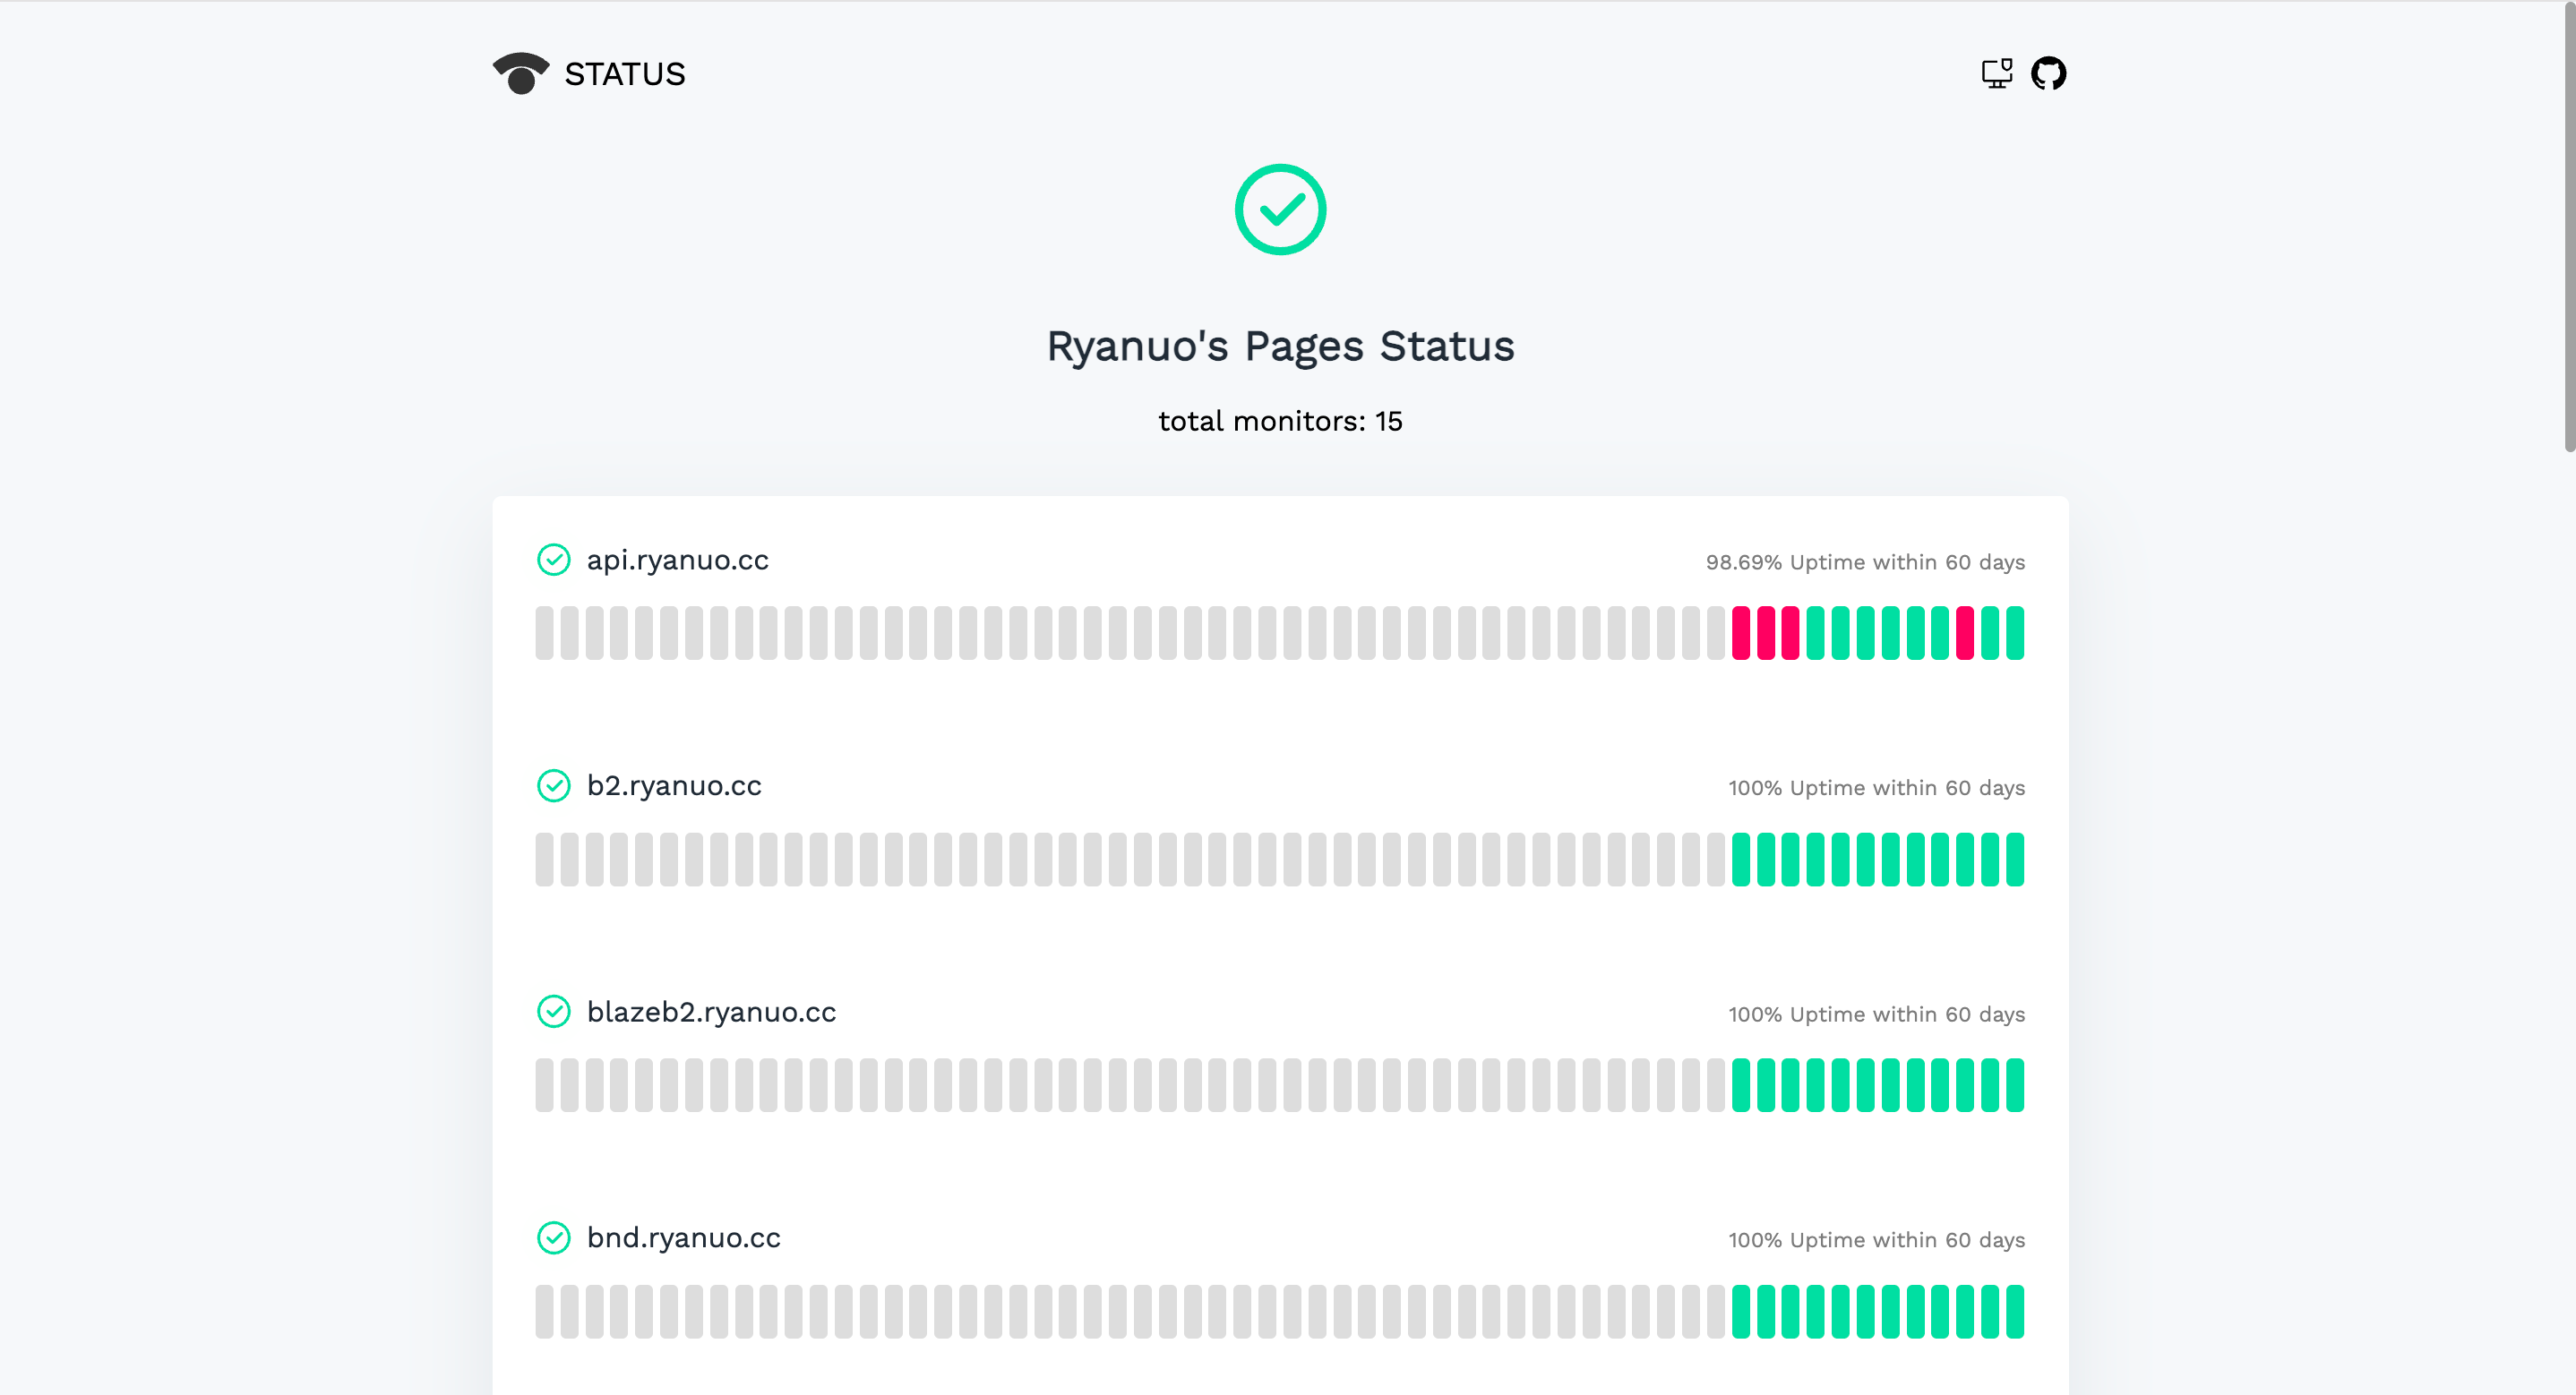 STATUS
Ryanuo's Pages Status
total monitors: 15
api.ryanuo.cc
98.69% Uptime within 60 days
b2.ryanuo.cc
100% Uptime within 60 days
blazeb2.ryanuo.cc
100% Uptime within 60 days
bnd.ryanuo.cc
100% Uptime within 60 days